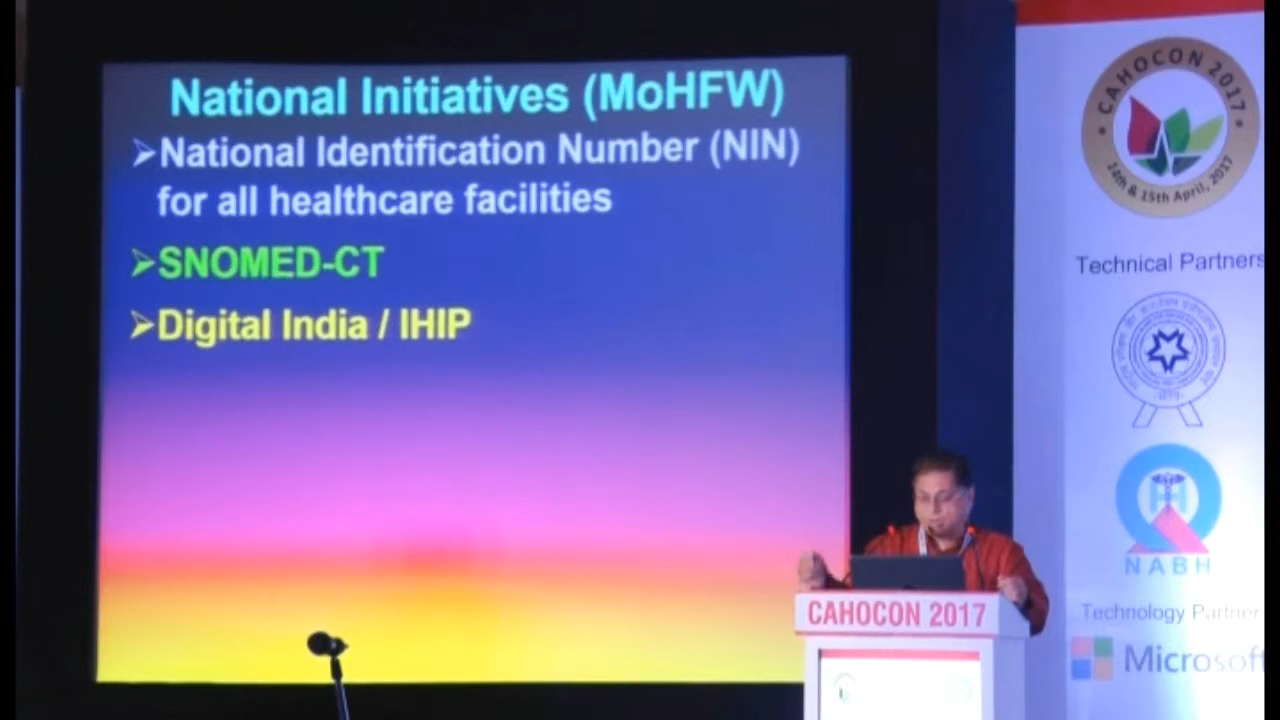 National Initiatives (MoHFW)
➢National Identification Number (NIN)
for all healthcare facilities
➢SNOMED-CT
➢Digital India / IHIP
CAHOCON 2017
CAHOCON 2017
14th & 15th April, 2017
Technical Partners
NABH
Technology Partner
Microsoft